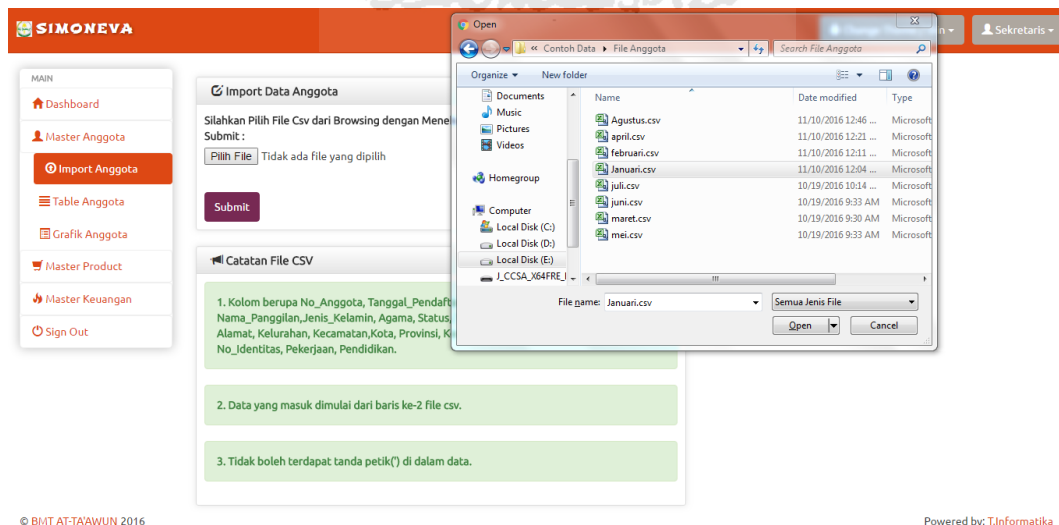 SIMONEVA
Sekretaris
MAIN
Dashboard
Master Anggota
Import Anggota
Table Anggota
Grafik Anggota
Master Product
Master Keuangan
Sign Out
Import Data Anggota
Silahkan Pilih File Csv dari Browsing dengan
Submit :
Pilih File Tidak ada file yang dipilih
Submit
Catatan File CSV
1. Kolom berupa No_Anggota,
Nama_Panggilan,Jenis_Kelamin, Agama, Status,
Alamat, Kelurahan, Kecamatan,Kota, Provinsi,
No_Identitas, Pekerjaan, Pendidikan.
2. Data yang masuk dimulai dari baris ke-2 file csv.
3. Tidak boleh terdapat tanda petik(') di dalam data.
Open
« Contoh Data ▸ File Anggota
Search File Anggota
Organize New folder
Documents
Music
Pictures
Videos
Homegroup
Computer
Local Disk (C:)
Local Disk (D:)
Local Disk (E:)
J_CCSA_X64FRE_
Name Date modified Type
Agustus.csv 11/10/2016 12:46 ... Microsoft
april.csv 11/10/2016 12:21 ... Microsoft
februari.csv 11/10/2016 12:11 ... Microsoft
Januari.csv 11/10/2016 12:04 ... Microsoft
juli.csv 10/19/2016 10:14 ... Microsoft
juni.csv 10/19/2016 9:33 AM Microsoft
maret.csv 10/19/2016 9:30 AM Microsoft
mei.csv 10/19/2016 9:33 AM Microsoft
File name: Januari.csv
Semua Jenis File
Open Cancel
© BMT AT-TA'AWUN 2016
Powered by: T.Informatika